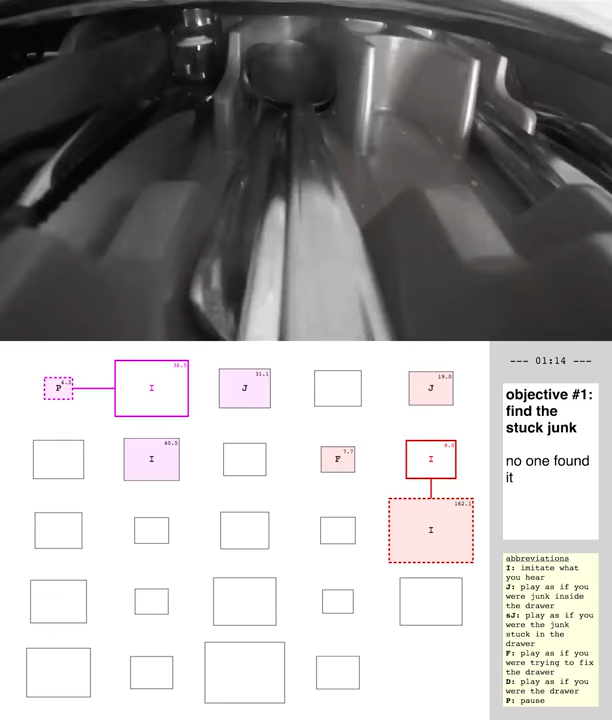 --- 01:14 ---
P 4.3
I 36.5
J 31.1
J 19.0
I 40.5
F 7.7
I 9.0
I 162.1
objective #1:
find the
stuck junk
no one found
it
abbreviations
I: imitate what
you hear
J: play as if you
were junk inside
the drawer
sJ: play as if you
were the junk
stuck in the
drawer
F: play as if you
were trying to fix
the drawer
D: play as if you
were the drawer
P: pause